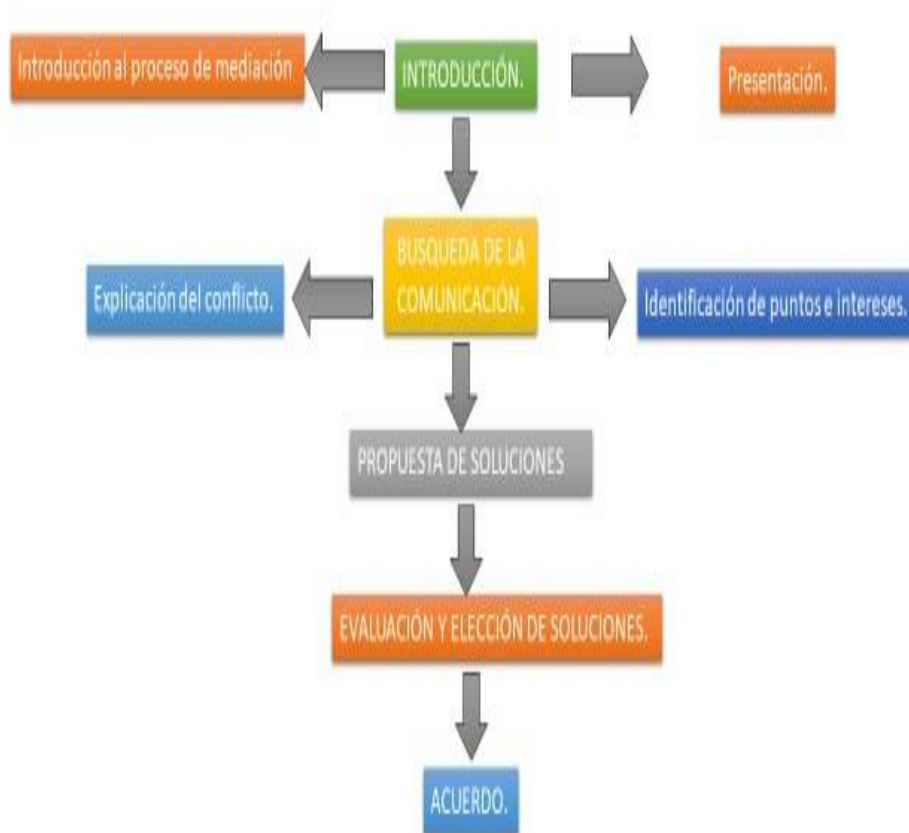 Introducción al proceso de mediación
INTRODUCCIÓN.
Presentación.
BUSQUEDA DE LA
COMUNICACIÓN.
Explicación del conflicto.
Identificación de puntos e intereses.
PROPUESTA DE SOLUCIONES
EVALUACIÓN Y ELECCIÓN DE SOLUCIONES.
ACUERDO.